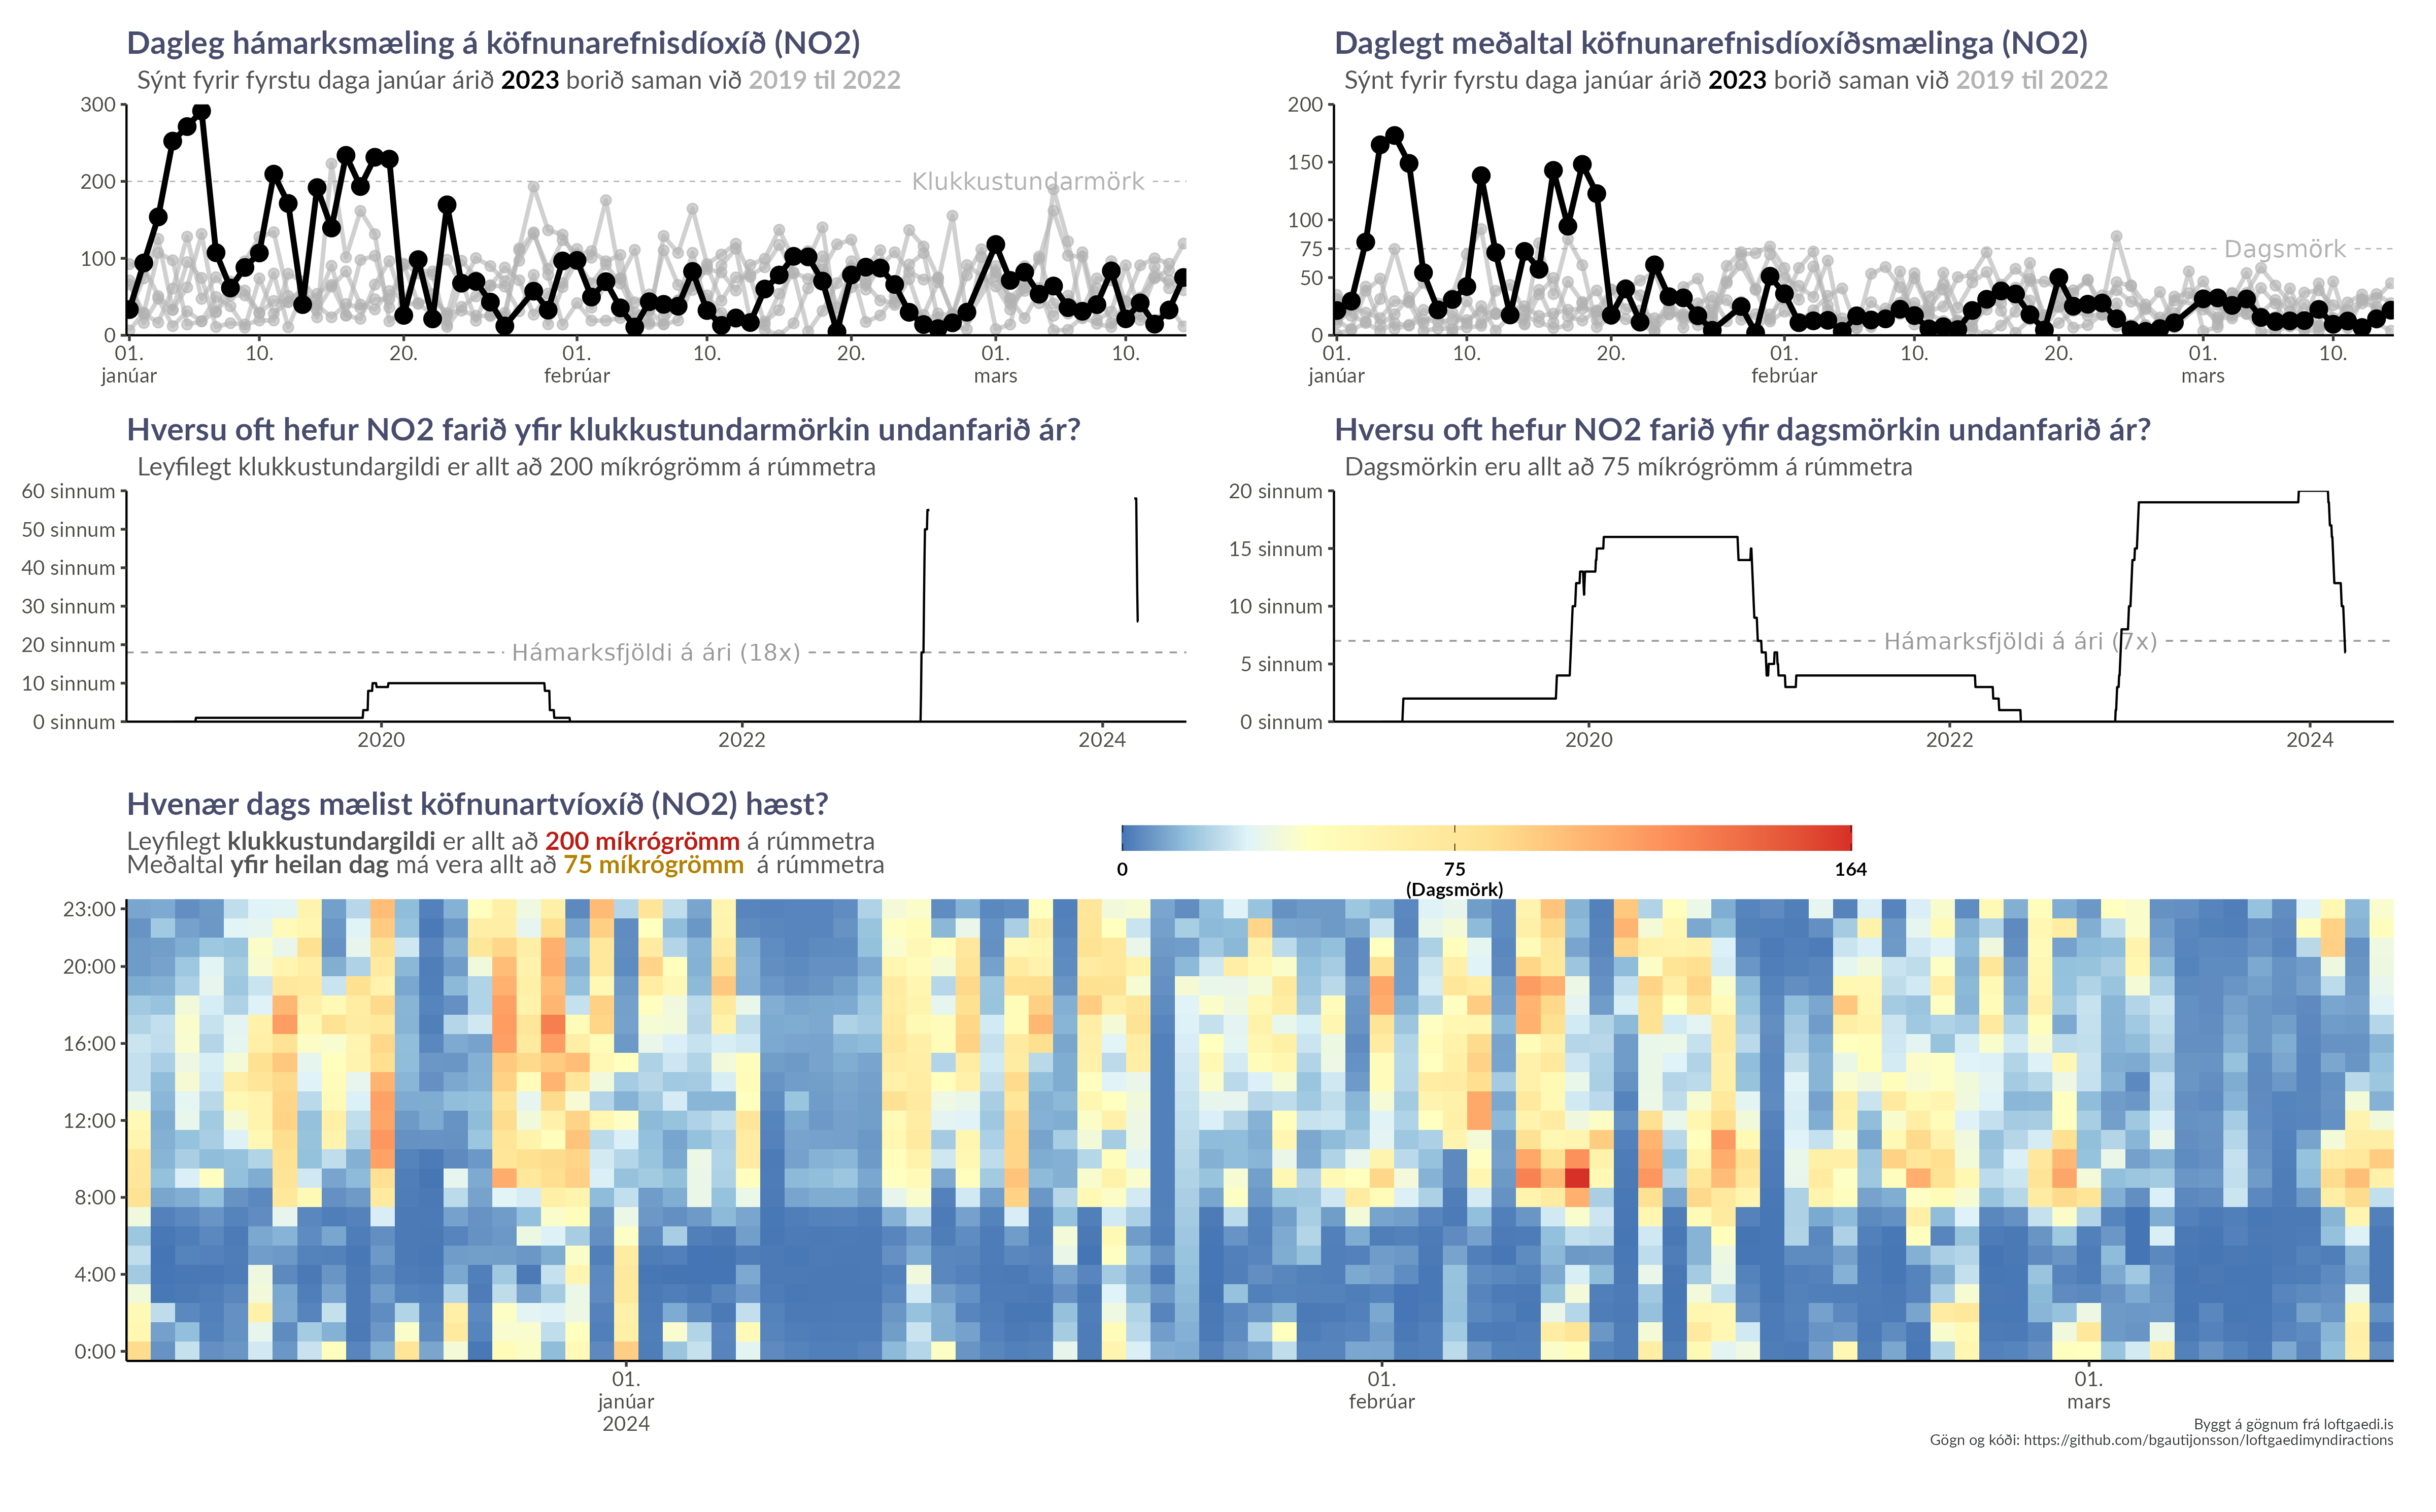 Dagleg hámarksmæling á köfnunarefnisdíoxíð (NO2)
Sýnt fyrir fyrstu daga janúar árið 2023 borið saman við 2019 til 2022
300
200
100
0
Klukkustundarmörk
01. 10. 20. 01. 10. 20. 01. 10.
janúar febrúar mars
Daglegt meðaltal köfnunarefnisdíoxíðsmælinga (NO2)
Sýnt fyrir fyrstu daga janúar árið 2023 borið saman við 2019 til 2022
200
150
100
75
50
0
Dagsmörk
01. 10. 20. 01. 10. 20. 01. 10.
janúar febrúar mars
Hversu oft hefur NO2 farið yfir klukkustundarmörkin undanfarið ár?
Leyfilegt klukkustundargildi er allt að 200 míkrógrömm á rúmmetra
60 sinnum
50 sinnum
40 sinnum
30 sinnum
20 sinnum
10 sinnum
0 sinnum
Hámarksfjöldi á ári (18x)
2020 2022 2024
Hversu oft hefur NO2 farið yfir dagsmörkin undanfarið ár?
Dagsmörkin eru allt að 75 míkrógrömm á rúmmetra
20 sinnum
15 sinnum
10 sinnum
5 sinnum
0 sinnum
Hámarksfjöldi á ári (7x)
2020 2022 2024
Hvenær dags mælist köfnunartvíoxíð (NO2) hæst?
Leyfilegt klukkustundargildi er allt að 200 míkrógrömm á rúmmetra
Meðaltal yfir heilan dag má vera allt að 75 míkrógrömm á rúmmetra
0 75 164
(Dagsmörk)
23:00
20:00
16:00
12:00
8:00
4:00
0:00
01. 01. 01.
janúar febrúar mars
2024
Byggt á gögnum frá loftgaedi.is
Gögn og kóði: https://github.com/bgautijonsson/loftgaedimyndiractions